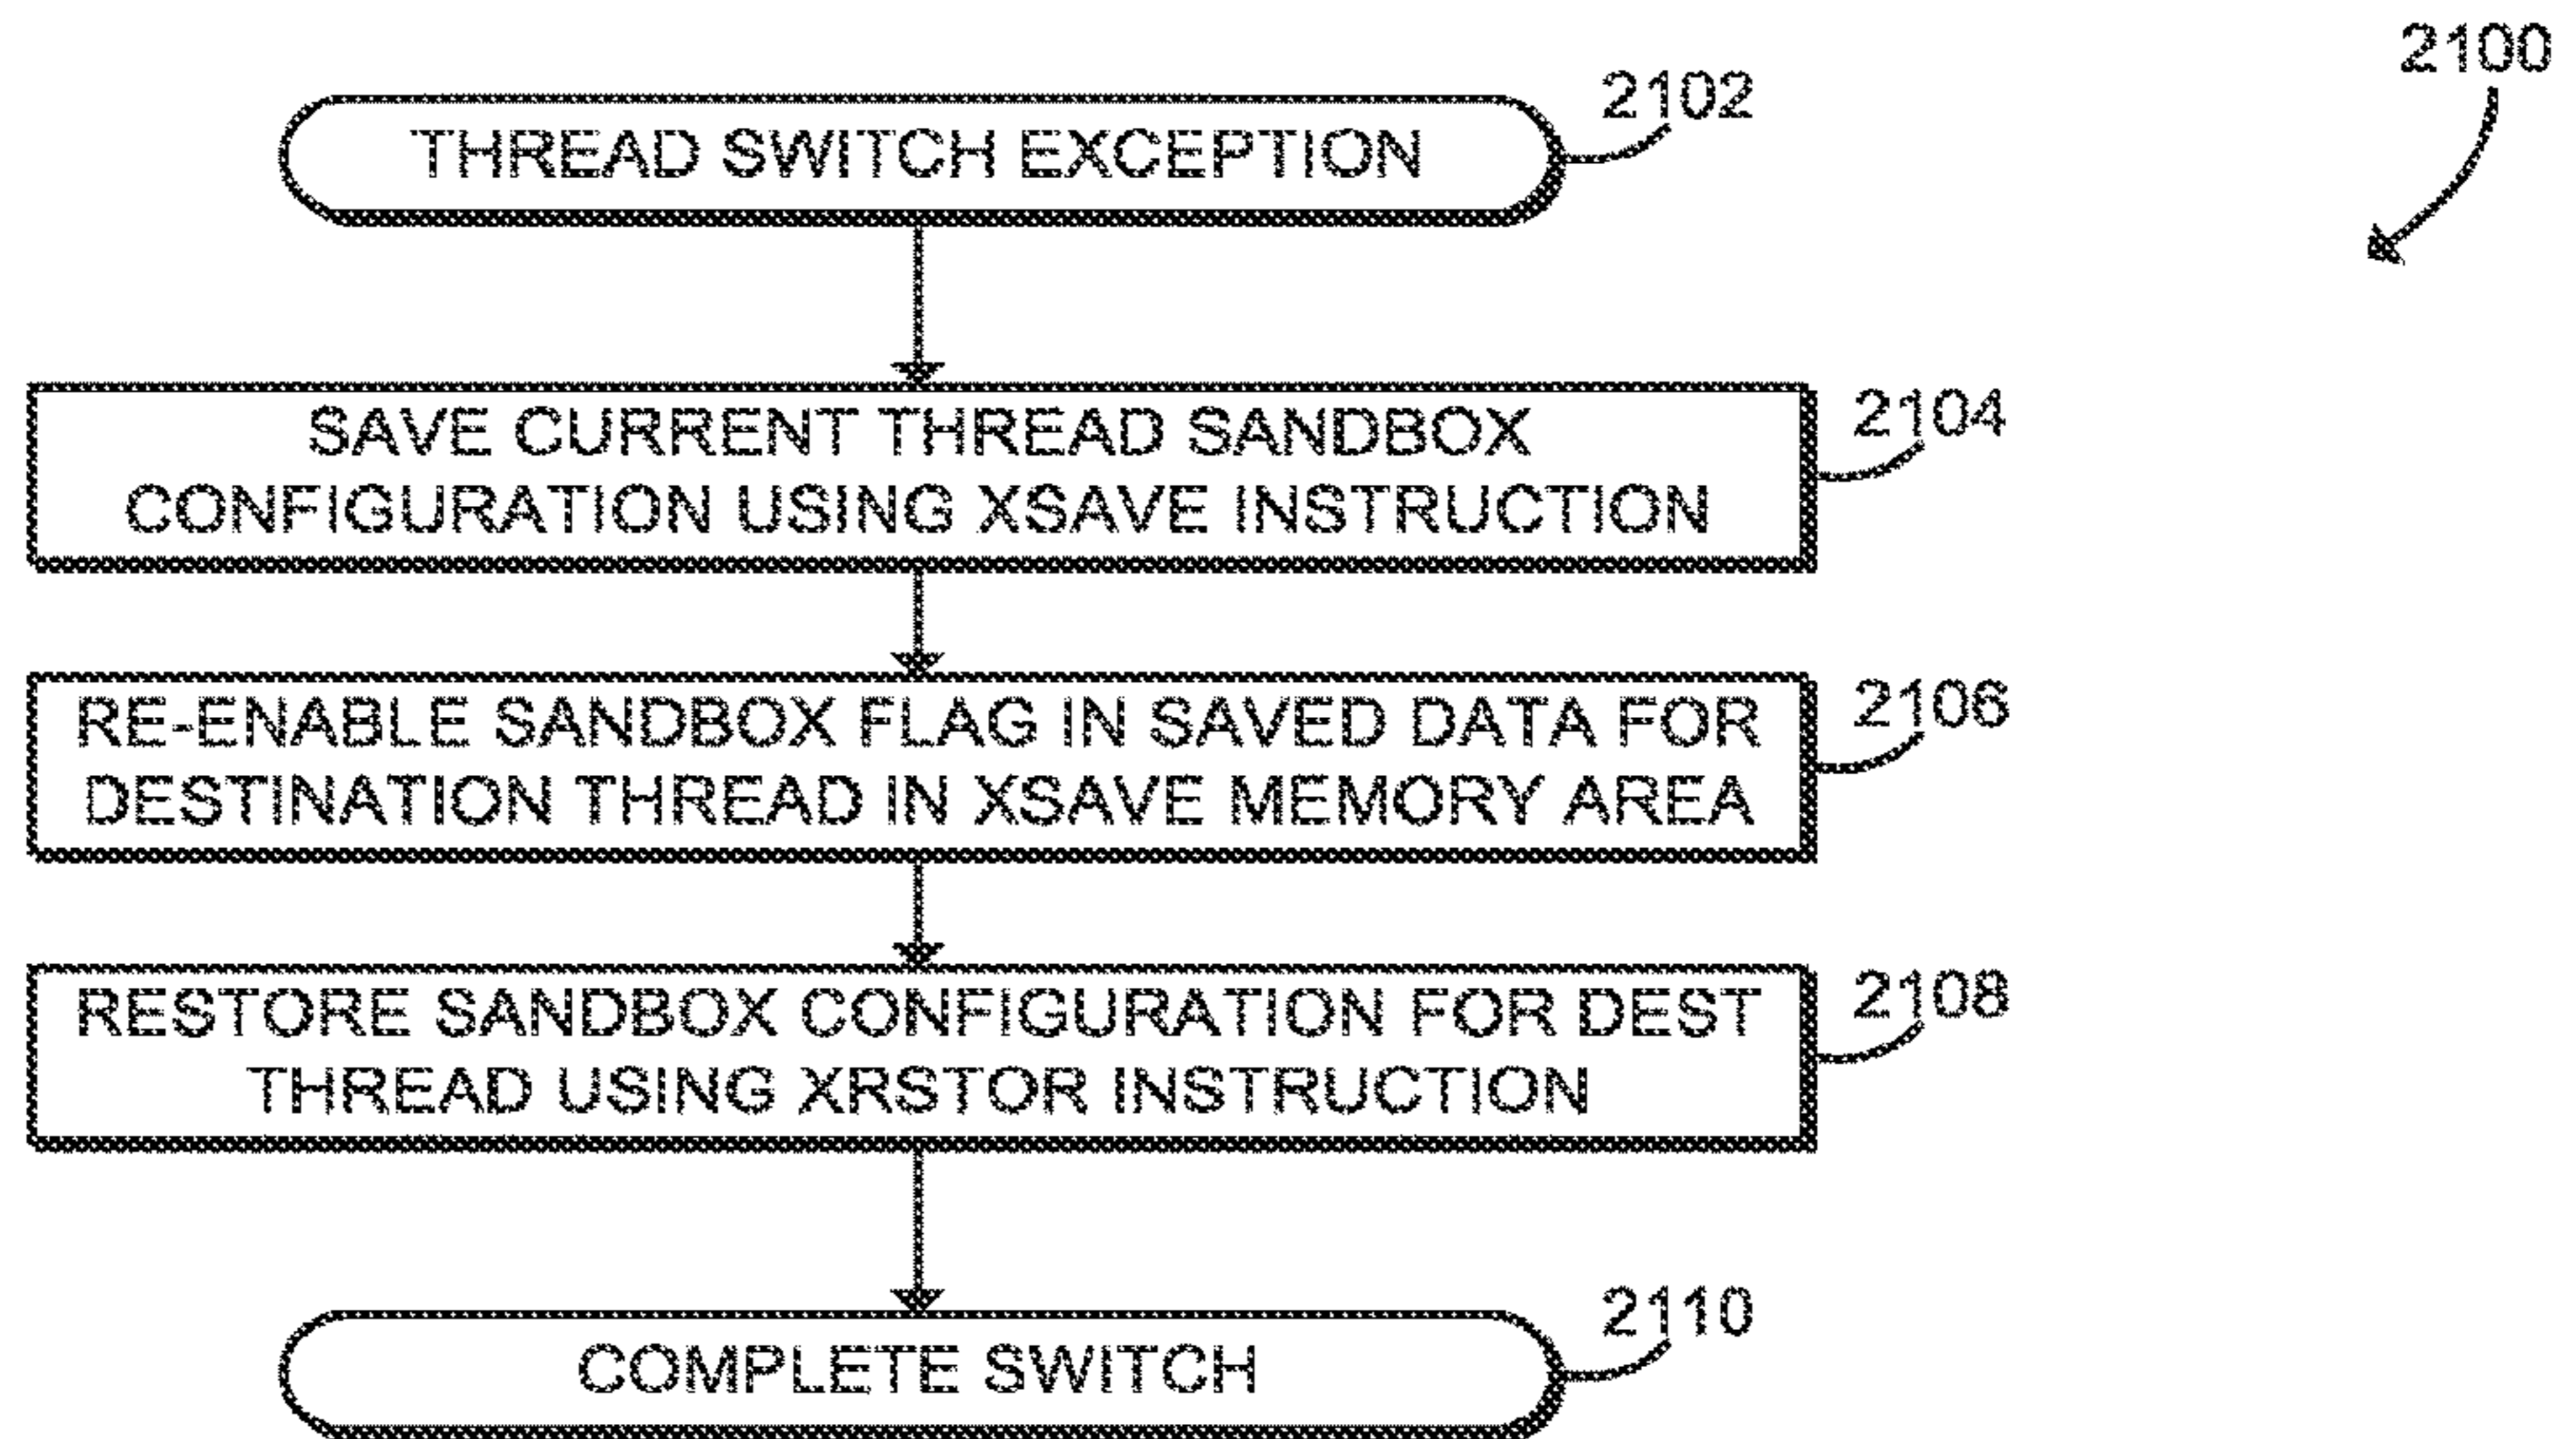 2100
THREAD SWITCH EXCEPTION
2102
SAVE CURRENT THREAD SANDBOX
CONFIGURATION USING XSAVE INSTRUCTION
2104
RE-ENABLE SANDBOX FLAG IN SAVED DATA FOR
DESTINATION THREAD IN XSAVE MEMORY AREA
2106
RESTORE SANDBOX CONFIGURATION FOR DEST
THREAD USING XRSTOR INSTRUCTION
2108
COMPLETE SWITCH
2110